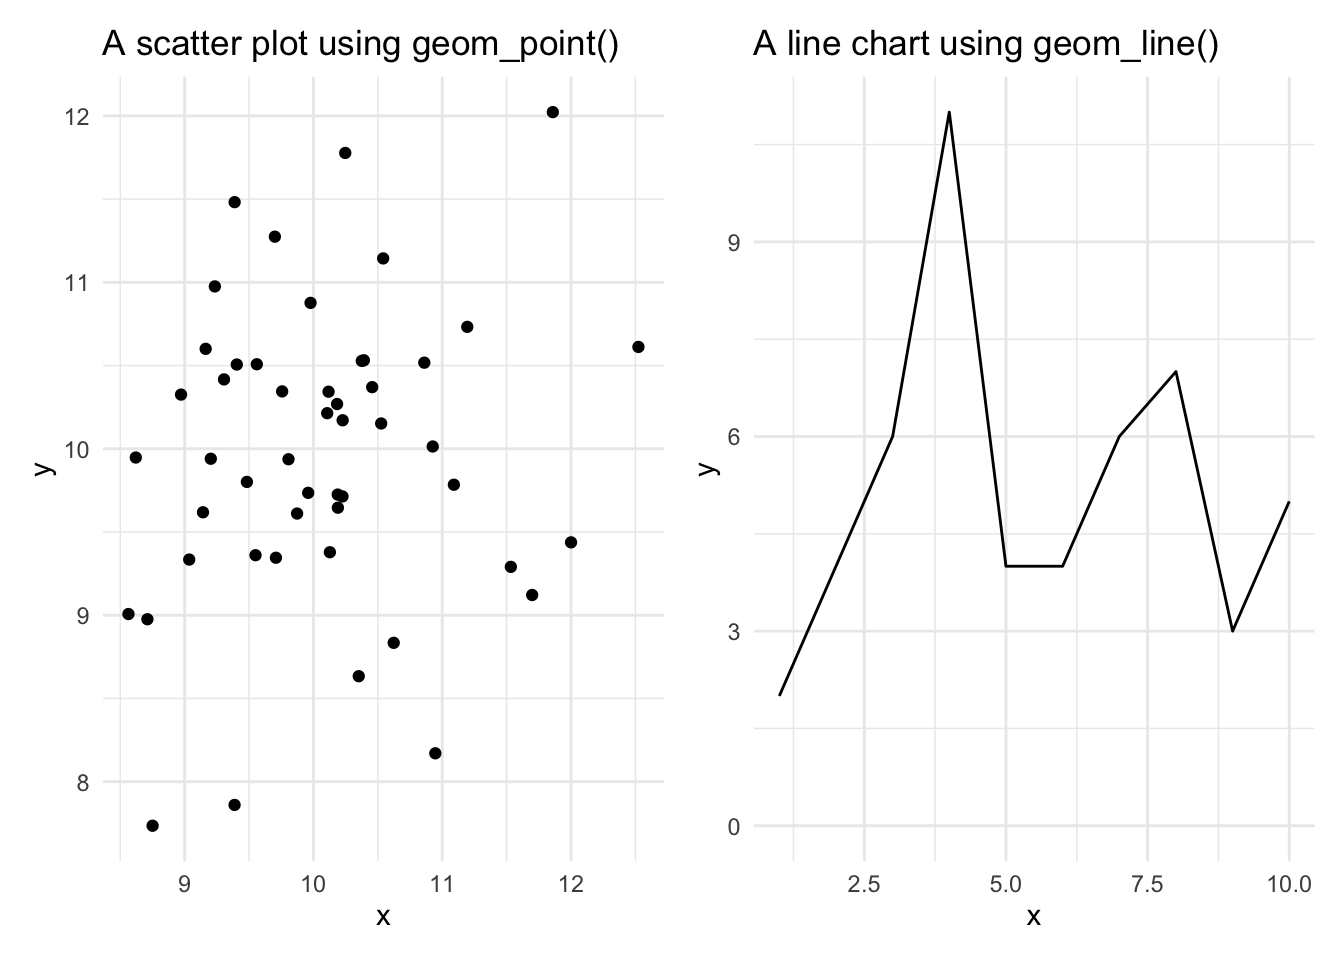 A scatter plot using geom_point()
12
11
10
9
8
y
9 10 11 12
x
A line chart using geom_line()
9
6
3
0
y
2.5 5.0 7.5 10.0
x